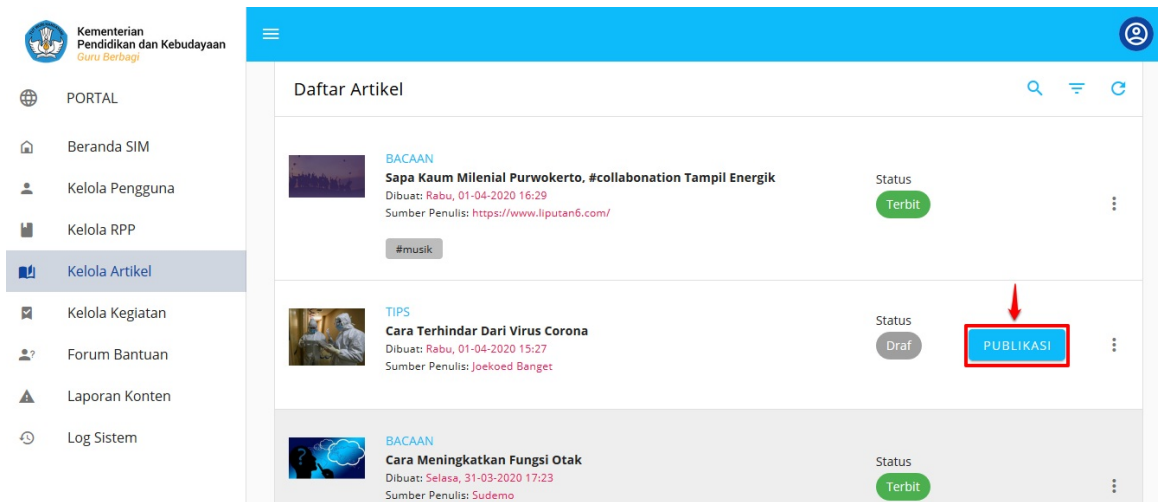 Kementerian
Pendidikan dan Kebudayaan
Guru Berbagi
PORTAL
Beranda SIM
Kelola Pengguna
Kelola RPP
Kelola Artikel
Kelola Kegiatan
Forum Bantuan
Laporan Konten
Log Sistem
Daftar Artikel
BACAAN
Sapa Kaum Milenial Purwokerto, #collabonation Tampil Energik
Dibuat: Rabu, 01-04-2020 16:29
Sumber Penulis: https://www.liputan6.com/
#musik
Status
Terbit
TIPS
Cara Terhindar Dari Virus Corona
Dibuat: Rabu, 01-04-2020 15:27
Sumber Penulis: Joekoed Banget
Status
Draf
PUBLIKASI
BACAAN
Cara Meningkatkan Fungsi Otak
Dibuat: Selasa, 31-03-2020 17:23
Sumber Penulis: Sudemo
Status
Terbit